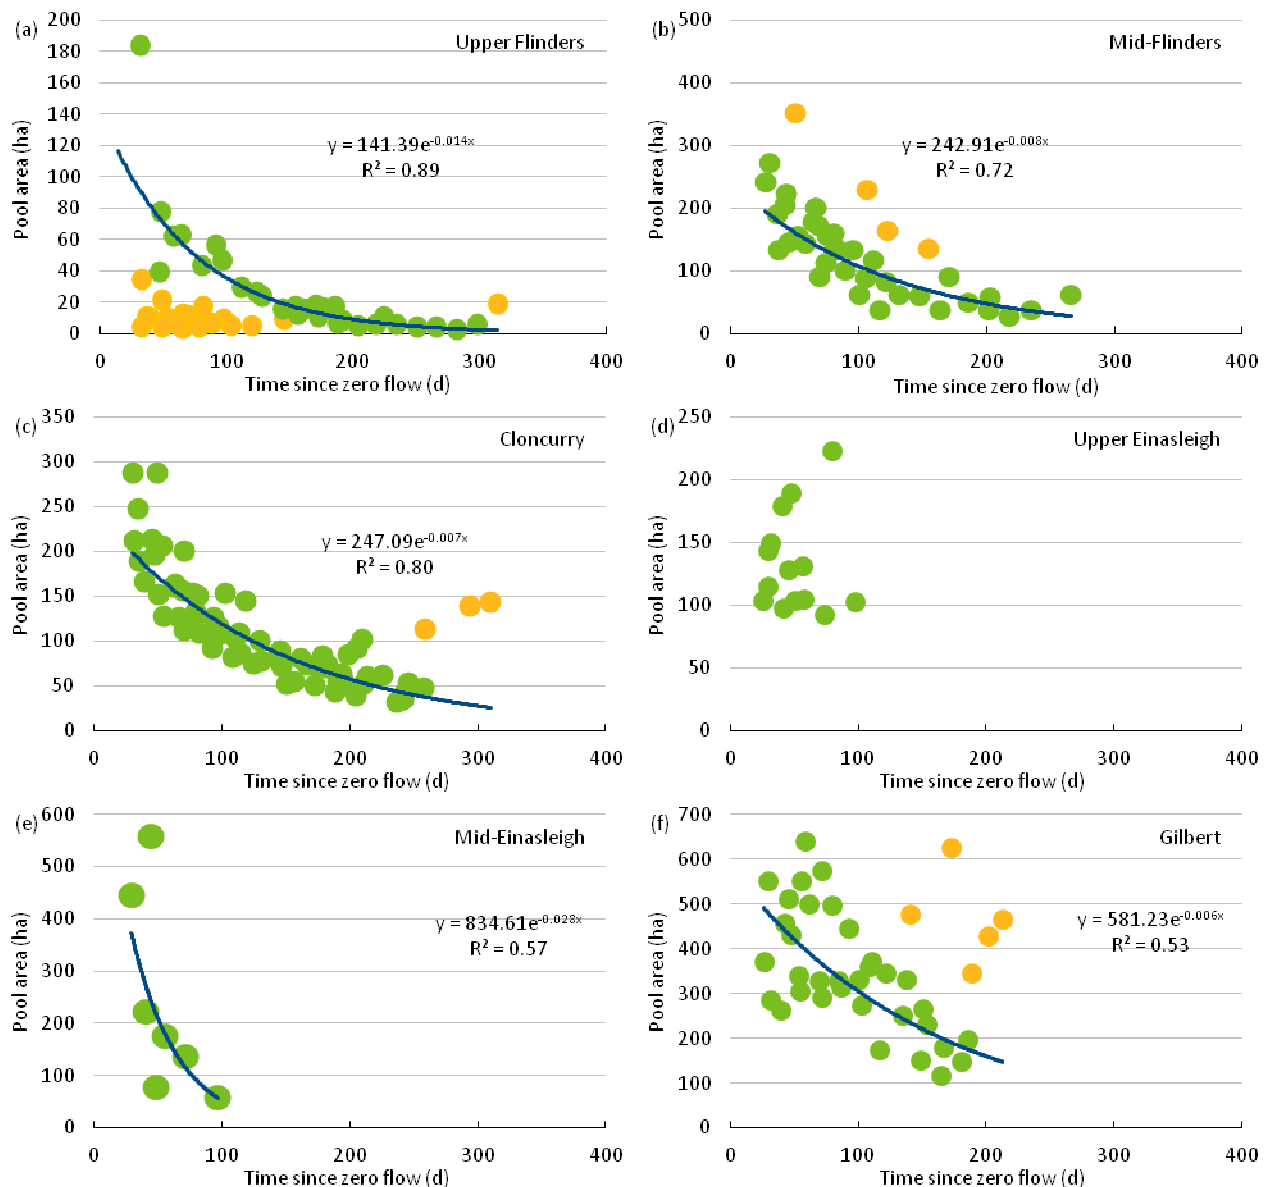 (a)
Upper Flinders
y = 141.39e^-0.014x
R² = 0.89
Pool area (ha)
200
180
160
140
120
100
80
60
40
20
0
0 100 200 300 400
Time since zero flow (d)
(b)
Mid-Flinders
y = 242.91e^-0.008x
R² = 0.72
Pool area (ha)
500
400
300
200
100
0
0 100 200 300 400
Time since zero flow (d)
(c)
Cloncurry
y = 247.09e^-0.007x
R² = 0.80
Pool area (ha)
350
300
250
200
150
100
50
0
0 100 200 300 400
Time since zero flow (d)
(d)
Upper Einasleigh
Pool area (ha)
250
200
150
100
50
0
0 100 200 300 400
Time since zero flow (d)
(e)
Mid-Einasleigh
y = 834.61e^-0.028x
R² = 0.57
Pool area (ha)
600
500
400
300
200
100
0
0 100 200 300 400
Time since zero flow (d)
(f)
Gilbert
y = 581.23e^-0.006x
R² = 0.53
Pool area (ha)
700
600
500
400
300
200
100
0
0 100 200 300 400
Time since zero flow (d)